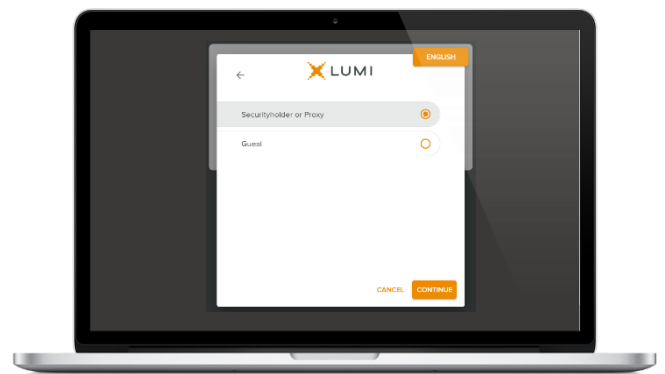 ENGLISH
LUMI
Securityholder or Proxy
Guest
CANCEL
CONTINUE